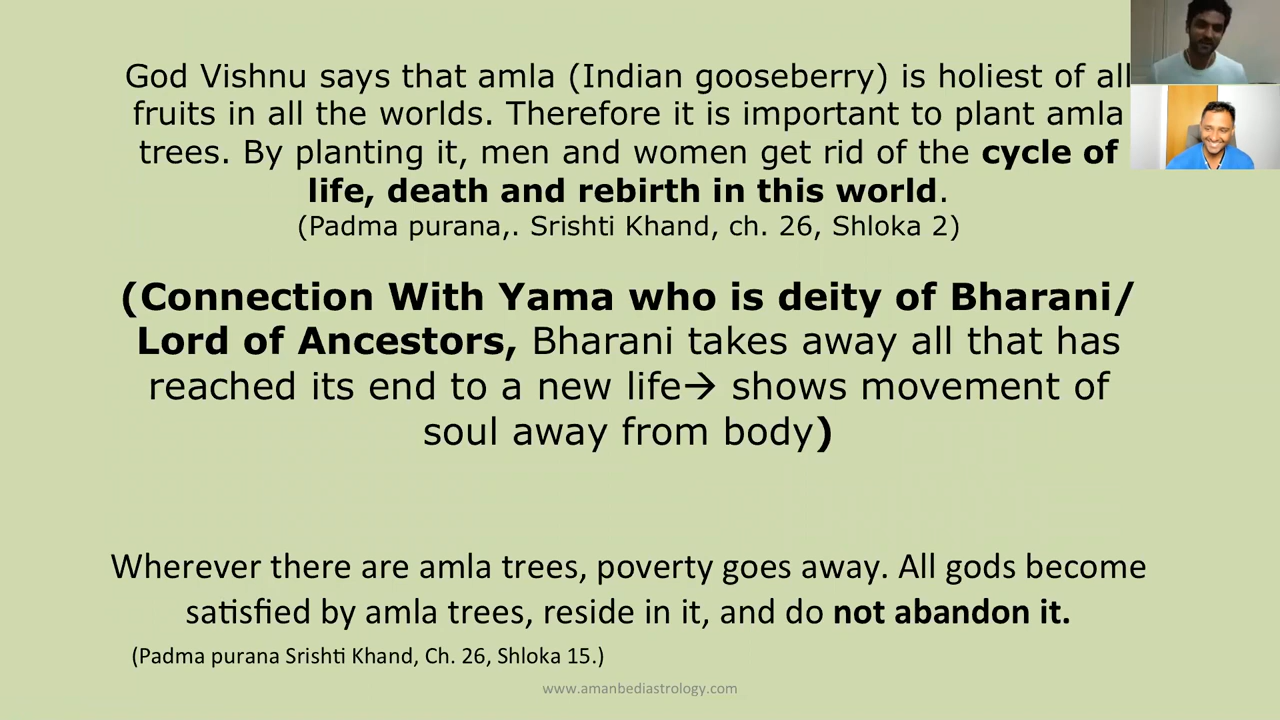 God Vishnu says that amla (Indian gooseberry) is holiest of all
fruits in all the worlds. Therefore it is important to plant amla
trees. By planting it, men and women get rid of the cycle of
life, death and rebirth in this world.
(Padma purana,. Srishti Khand, ch. 26, Shloka 2)
(Connection With Yama who is deity of Bharani/
Lord of Ancestors, Bharani takes away all that has
reached its end to a new life→ shows movement of
soul away from body)
Wherever there are amla trees, poverty goes away. All gods become
satisfied by amla trees, reside in it, and do not abandon it.
(Padma purana Srishti Khand, Ch. 26, Shloka 15.)
www.amanbediastrology.com